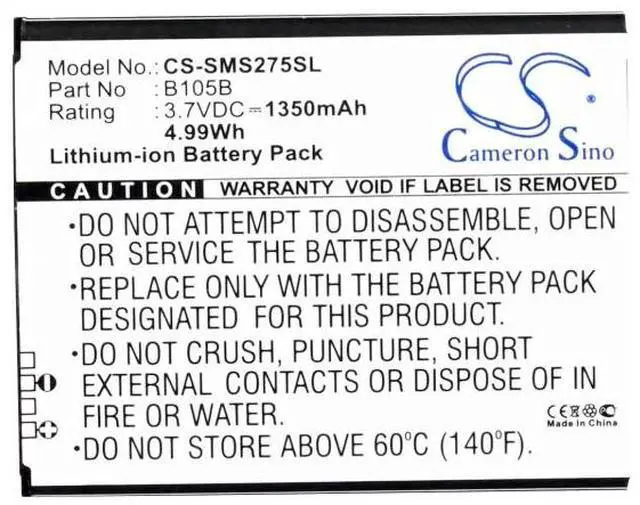 Model No.: CS-SMS275SL
Part No : B105B
Rating : 3.7VDC 1350mAh
4.99Wh
Lithium-ion Battery Pack
Cameron Sino
CAUTION WARRANTY VOID IF LABEL IS REMOVED
•DO NOT ATTEMPT TO DISASSEMBLE, OPEN
OR SERVICE THE BATTERY PACK.
•REPLACE ONLY WITH THE BATTERY PACK
DESIGNATED FOR THIS PRODUCT.
•DO NOT CRUSH, PUNCTURE, SHORT
EXTERNAL CONTACTS OR DISPOSE OF IN
FIRE OR WATER.
CE
Made in China
•DO NOT STORE ABOVE 60°C (140°F).